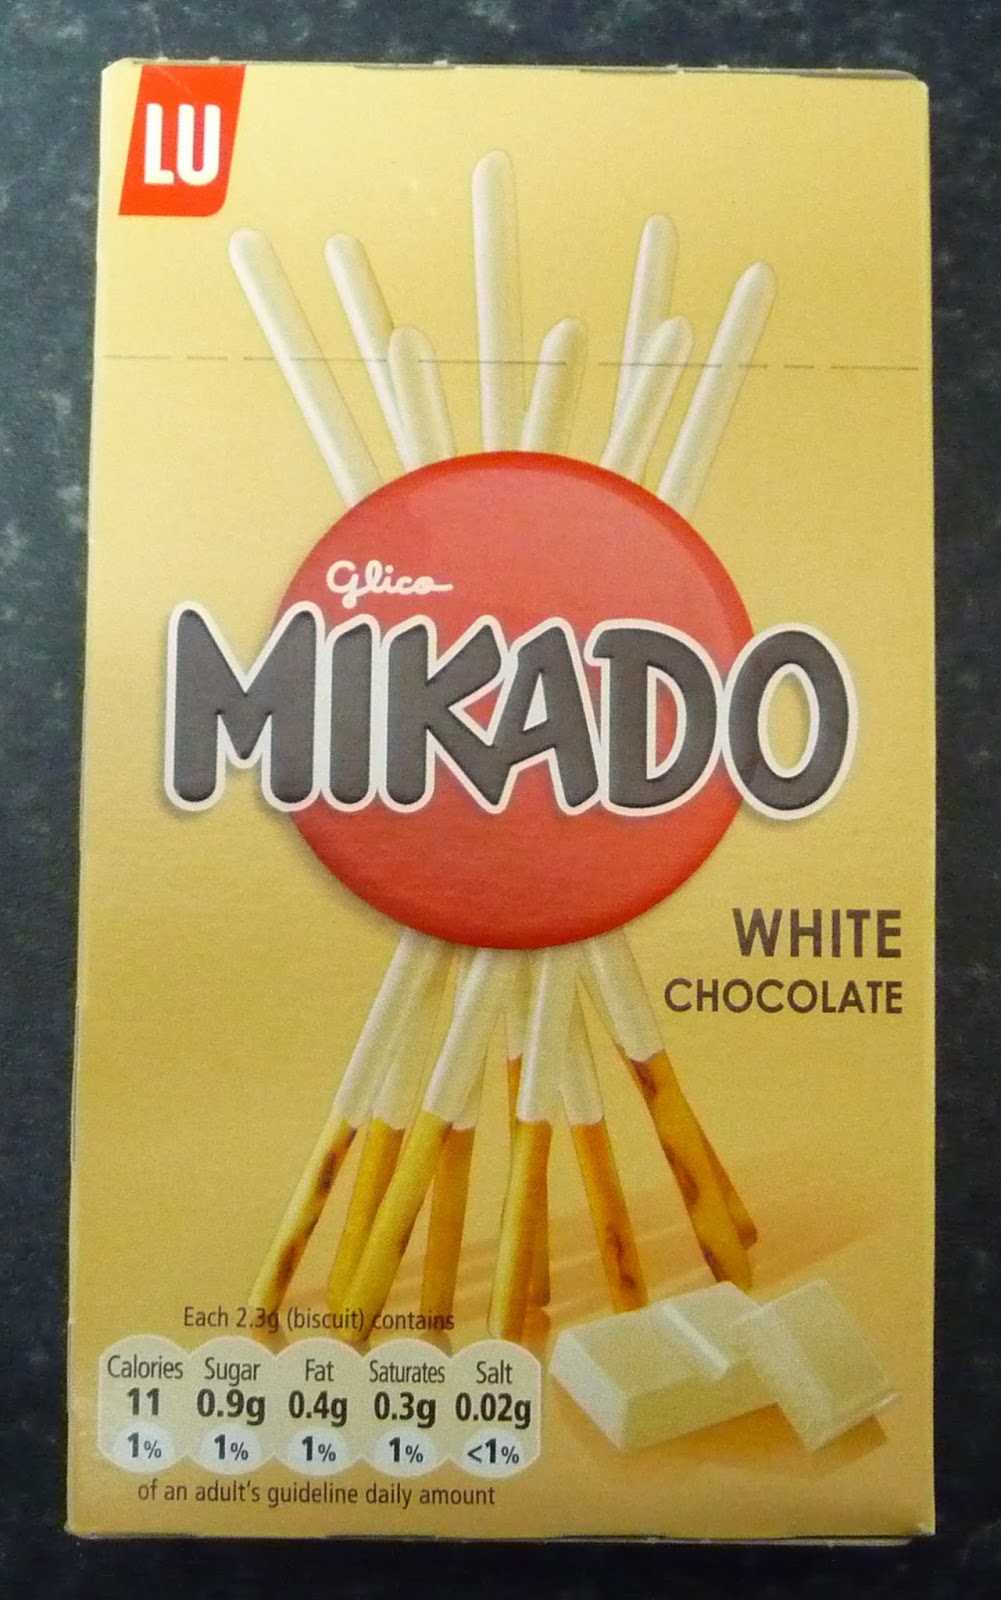 LU
Glico
MIKADO
WHITE
CHOCOLATE
Each 2.3g (biscuit) contains
Calories Sugar Fat Saturates Salt
11 0.9g 0.4g 0.3g 0.02g
1% 1% 1% 1% <1%
of an adult's guideline daily amount